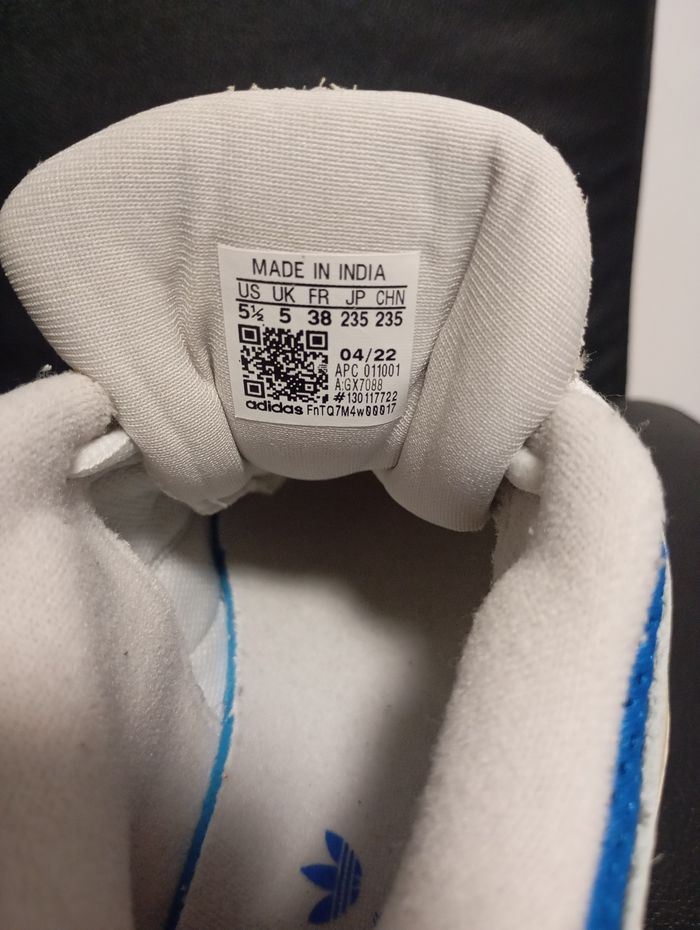 MADE IN INDIA
US UK FR JP CHN
5½ 5 38 235 235
04/22
APC 011001
A:GX7088
#130117722
adidas FnTQ7M4w00017